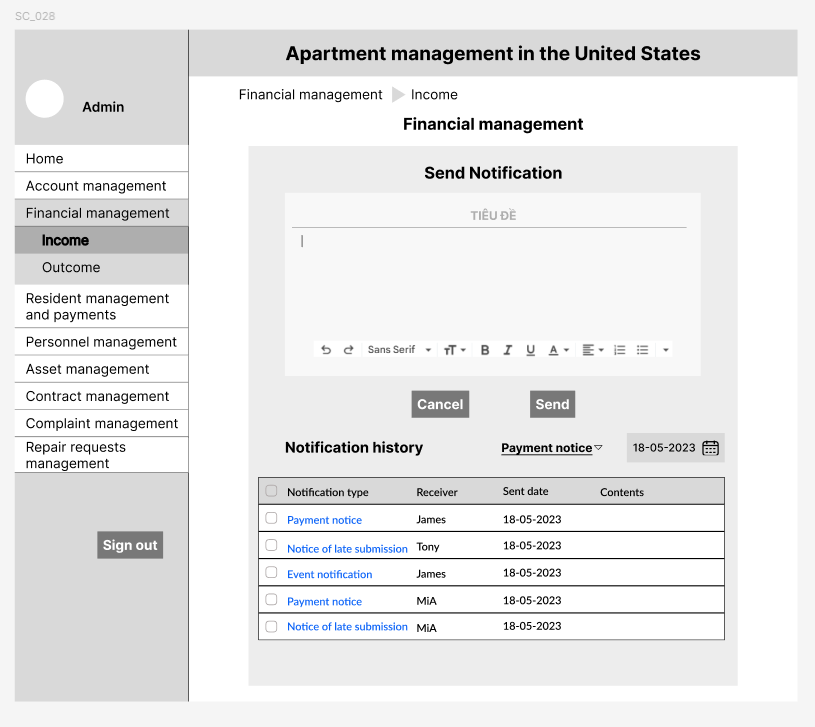 SC_028
Apartment management in the United States
Admin
Financial management Income
Financial management
Home
Account management
Financial management
Income
Outcome
Resident management
and payments
Personnel management
Asset management
Contract management
Complaint management
Repair requests
management
Sign out
Send Notification
TIÊU ĐỀ
Sans Serif
Cancel
Send
Notification history
Payment notice
18-05-2023
Notification type Receiver Sent date Contents
Payment notice James 18-05-2023
Notice of late submission Tony 18-05-2023
Event notification James 18-05-2023
Payment notice MiA 18-05-2023
Notice of late submission MiA 18-05-2023